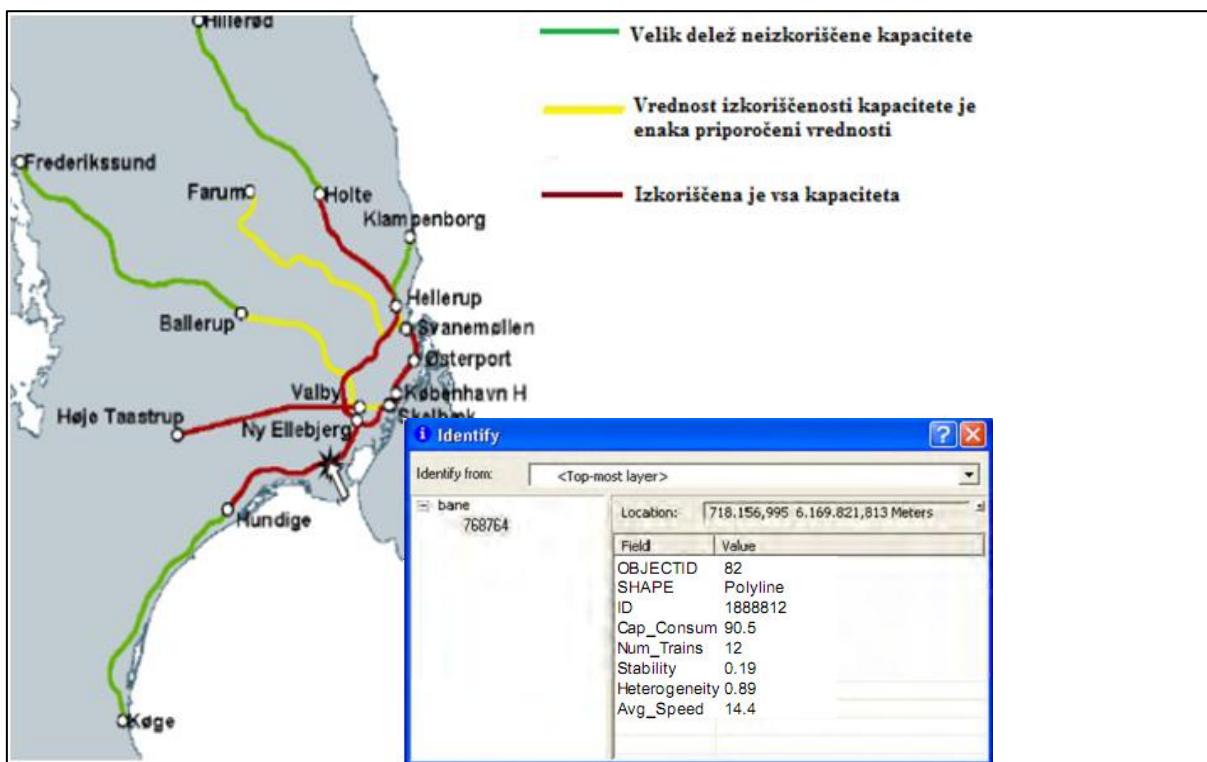 Hillerød
Velik delež neizkoriščene kapacitete
Vrednost izkoriščenosti kapacitete je
enaka priporočeni vrednosti
Izkoriščena je vsa kapaciteta
Frederikssund
Farum
Holte
Klampenborg
Hellerup
Ballerup
Svanemøllen
Østerport
Valby
København H
Høje Taastrup
Ny Ellebjerg
Skelbæk
Hundige
Køge
Identify
Identify from:
<Top-most layer>
bane
768764
Location: 718.156,995 6.169.821,813 Meters
Field Value
OBJECTID 82
SHAPE Polyline
ID 1888812
Cap_Consum 90.5
Num_Trains 12
Stability 0.19
Heterogeneity 0.89
Avg_Speed 14.4